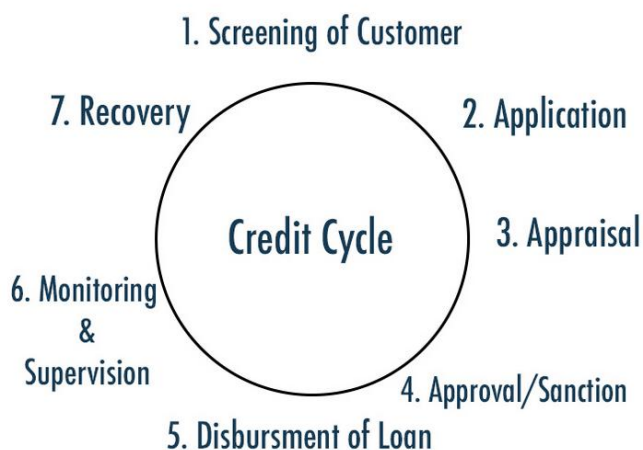 1. Screening of Customer
2. Application
3. Appraisal
4. Approval/Sanction
5. Disbursment of Loan
6. Monitoring
&
Supervision
7. Recovery
Credit Cycle